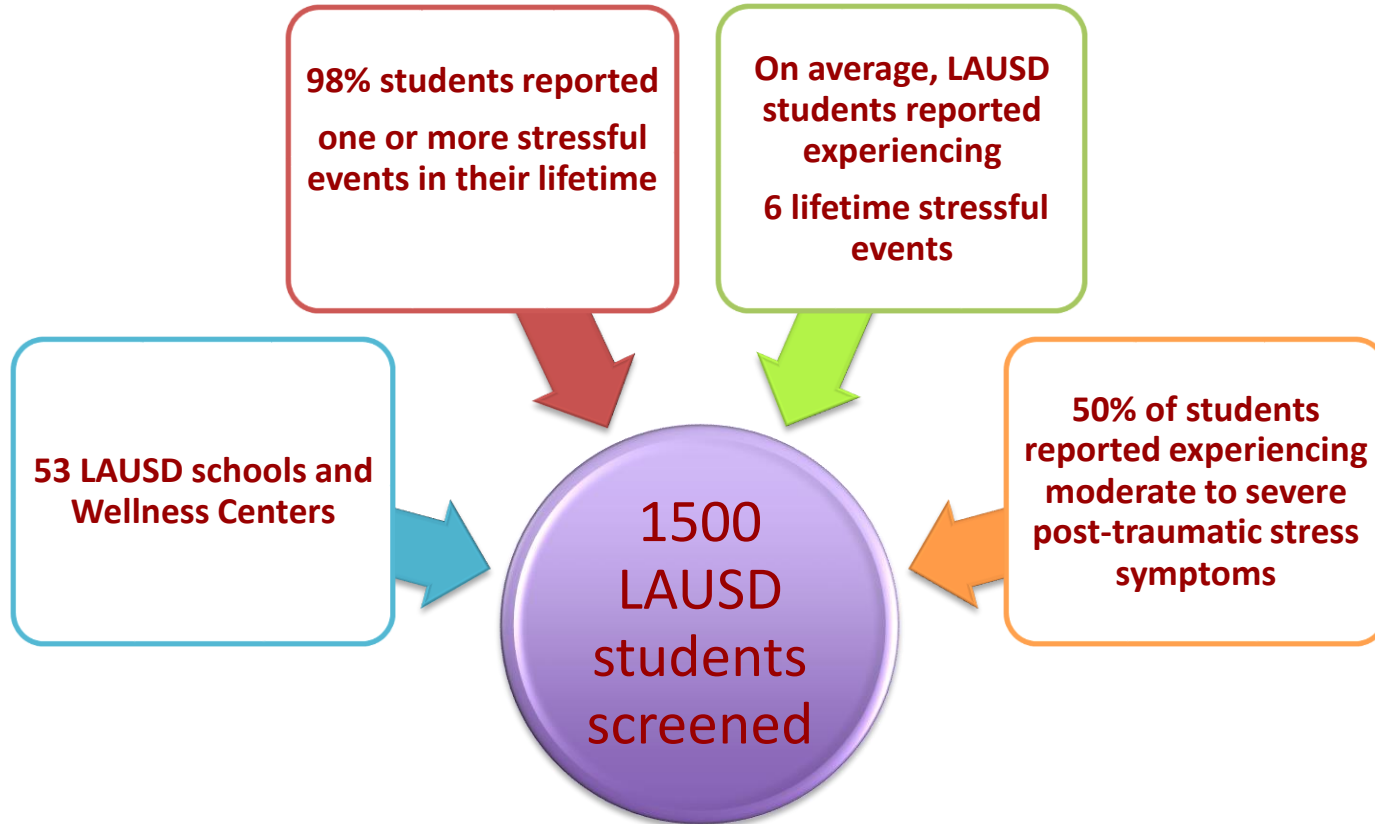 98% students reported
one or more stressful
events in their lifetime
On average, LAUSD
students reported
experiencing
6 lifetime stressful
events
53 LAUSD schools and
Wellness Centers
50% of students
reported experiencing
moderate to severe
post-traumatic stress
symptoms
1500
LAUSD
students
screened